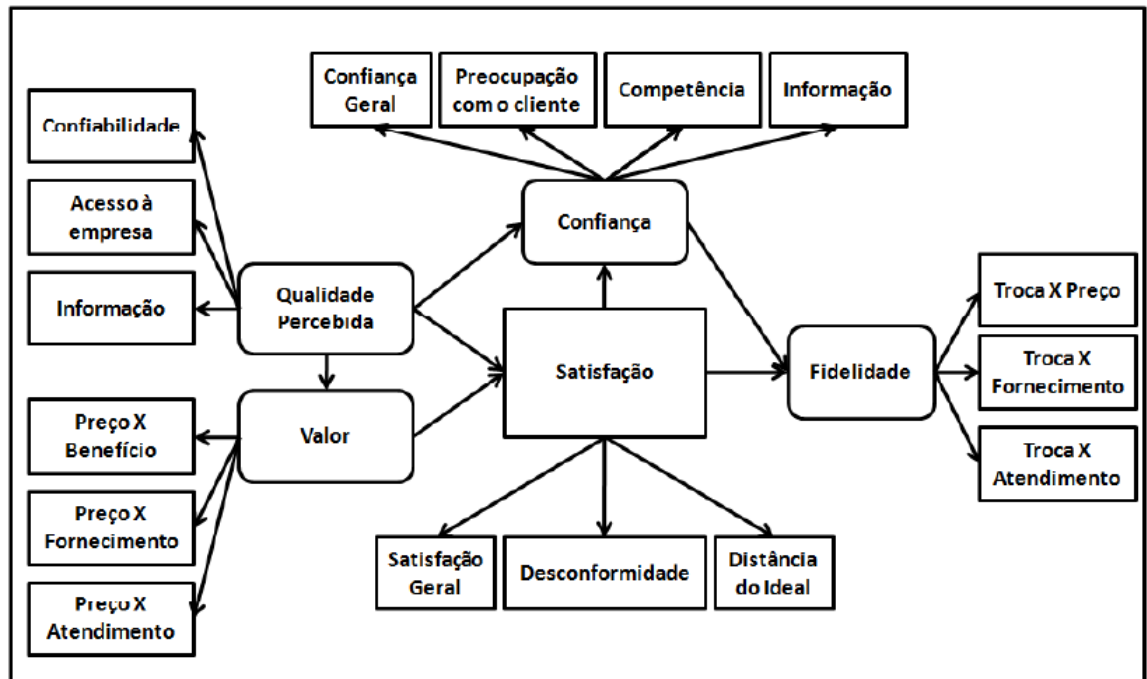 Confiança
Geral
Preocupação
com o cliente
Competência
Informação
Confiabilidade
Acesso à
empresa
Informação
Confiança
Qualidade
Percebida
Satisfação
Fidelidade
Troca X Preço
Troca X
Fornecimento
Troca X
Atendimento
Preço X
Benefício
Valor
Preço X
Fornecimento
Preço X
Atendimento
Satisfação
Geral
Desconformidade
Distância
do Ideal